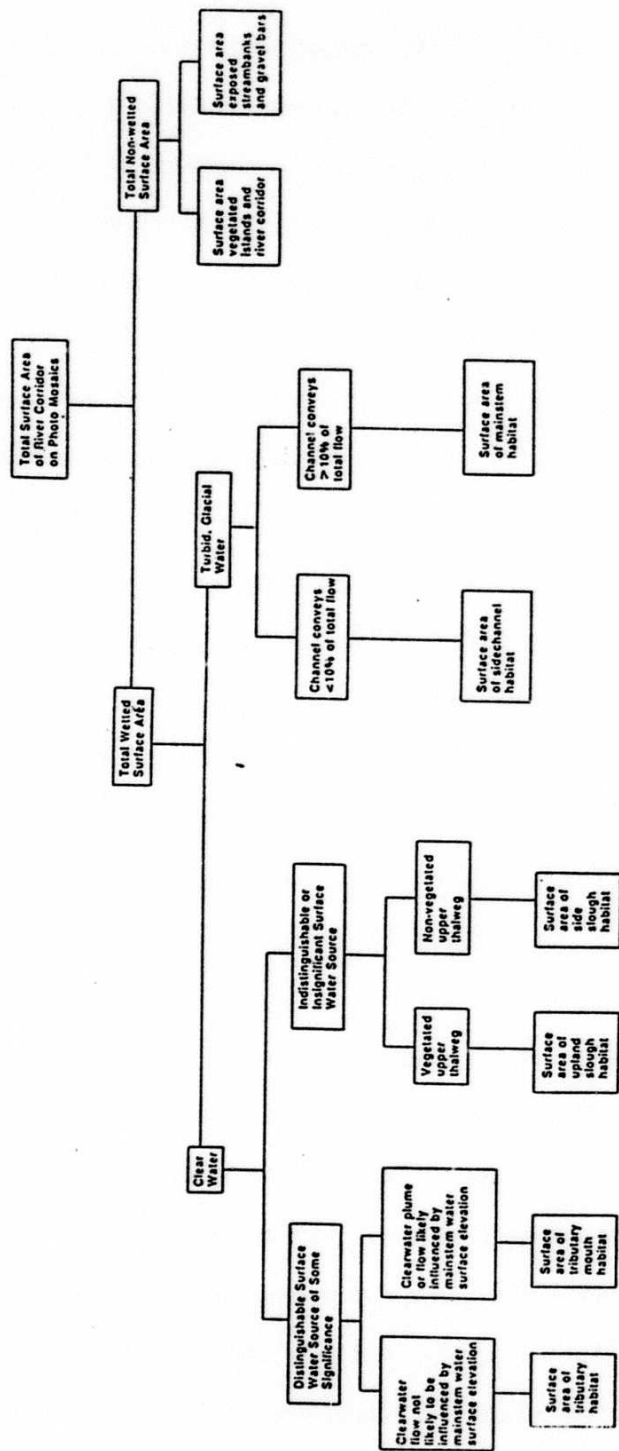 Total Surface Area
of River Corridor
on Photo Mosaics
Total Wetted
Surface Area
Total Non-wetted
Surface Area
Clear
Water
Turbid, Glacial
Water
Surface area
vegetated
islands and
river corridor
Surface area
exposed
streambanks
and gravel bars
Distinguishable Surface
Water Source of Some
Significance
Indistinguishable or
Insignificant Surface
Water Source
Channel conveys
<10% of total flow
Channel conveys
>10% of
total flow
Clearwater
flow not
likely to be
influenced by
mainstem water
surface elevation
Clearwater plume
or flow likely
influenced by
mainstem water
surface elevation
Vegetated
upper
thalweg
Non-vegetated
upper
thalweg
Surface area
of sidechannel
habitat
Surface area
of mainstem
habitat
Surface
area of
tributary
habitat
Surface
area of
tributary
mouth
habitat
Surface
area of
upland
slough
habitat
Surface
area of
side
slough
habitat